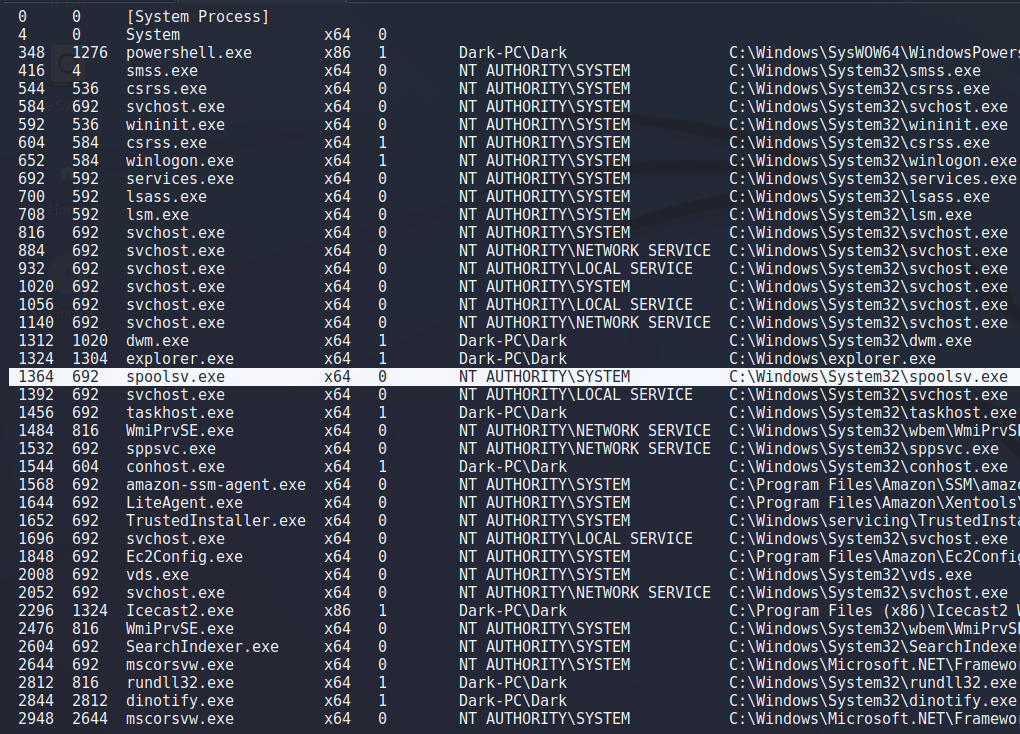 0 0 [System Process]
4 0 System x64 0
348 1276 powershell.exe x86 1 Dark-PC\Dark C:\Windows\SysWOW64\WindowsPowers
416 4 smss.exe x64 0 NT AUTHORITY\SYSTEM C:\Windows\System32\smss.exe
544 536 csrss.exe x64 0 NT AUTHORITY\SYSTEM C:\Windows\System32\csrss.exe
584 692 svchost.exe x64 0 NT AUTHORITY\SYSTEM C:\Windows\System32\svchost.exe
592 536 wininit.exe x64 0 NT AUTHORITY\SYSTEM C:\Windows\System32\wininit.exe
604 584 csrss.exe x64 1 NT AUTHORITY\SYSTEM C:\Windows\System32\csrss.exe
652 584 winlogon.exe x64 1 NT AUTHORITY\SYSTEM C:\Windows\System32\winlogon.exe
692 592 services.exe x64 0 NT AUTHORITY\SYSTEM C:\Windows\System32\services.exe
700 592 lsass.exe x64 0 NT AUTHORITY\SYSTEM C:\Windows\System32\lsass.exe
708 592 lsm.exe x64 0 NT AUTHORITY\SYSTEM C:\Windows\System32\lsm.exe
816 692 svchost.exe x64 0 NT AUTHORITY\SYSTEM C:\Windows\System32\svchost.exe
884 692 svchost.exe x64 0 NT AUTHORITY\NETWORK SERVICE C:\Windows\System32\svchost.exe
932 692 svchost.exe x64 0 NT AUTHORITY\LOCAL SERVICE C:\Windows\System32\svchost.exe
1020 692 svchost.exe x64 0 NT AUTHORITY\SYSTEM C:\Windows\System32\svchost.exe
1056 692 svchost.exe x64 0 NT AUTHORITY\LOCAL SERVICE C:\Windows\System32\svchost.exe
1140 692 svchost.exe x64 0 NT AUTHORITY\NETWORK SERVICE C:\Windows\System32\svchost.exe
1312 1020 dwm.exe x64 1 Dark-PC\Dark C:\Windows\System32\dwm.exe
1324 1304 explorer.exe x64 1 Dark-PC\Dark C:\Windows\explorer.exe
1364 692 spoolsv.exe x64 0 NT AUTHORITY\SYSTEM C:\Windows\System32\spoolsv.exe
1392 692 svchost.exe x64 0 NT AUTHORITY\LOCAL SERVICE C:\Windows\System32\svchost.exe
1456 692 taskhost.exe x64 1 Dark-PC\Dark C:\Windows\System32\taskhost.exe
1484 816 WmiPrvSE.exe x64 0 NT AUTHORITY\NETWORK SERVICE C:\Windows\System32\wbem\WmiPrvSE
1532 692 sppsvc.exe x64 0 NT AUTHORITY\NETWORK SERVICE C:\Windows\System32\sppsvc.exe
1544 604 conhost.exe x64 1 Dark-PC\Dark C:\Windows\System32\conhost.exe
1568 692 amazon-ssm-agent.exe x64 0 NT AUTHORITY\SYSTEM C:\Program Files\Amazon\SSM\amazo
1644 692 LiteAgent.exe x64 0 NT AUTHORITY\SYSTEM C:\Program Files\Amazon\Xentools\
1652 692 TrustedInstaller.exe x64 0 NT AUTHORITY\SYSTEM C:\Windows\servicing\TrustedInsta
1696 692 svchost.exe x64 0 NT AUTHORITY\LOCAL SERVICE C:\Windows\System32\svchost.exe
1848 692 Ec2Config.exe x64 0 NT AUTHORITY\SYSTEM C:\Program Files\Amazon\Ec2Config
2008 692 vds.exe x64 0 NT AUTHORITY\SYSTEM C:\Windows\System32\vds.exe
2052 692 svchost.exe x64 0 NT AUTHORITY\NETWORK SERVICE C:\Windows\System32\svchost.exe
2296 1324 Icecast2.exe x86 1 Dark-PC\Dark C:\Program Files (x86)\Icecast2 W
2476 816 WmiPrvSE.exe x64 0 NT AUTHORITY\SYSTEM C:\Windows\System32\wbem\WmiPrvSE
2604 692 SearchIndexer.exe x64 0 NT AUTHORITY\SYSTEM C:\Windows\System32\SearchIndexer
2644 692 mscorsvw.exe x64 0 NT AUTHORITY\SYSTEM C:\Windows\Microsoft.NET\Framewor
2812 816 rundll32.exe x64 1 Dark-PC\Dark C:\Windows\System32\rundll32.exe
2844 2812 dinotify.exe x64 1 Dark-PC\Dark C:\Windows\System32\dinotify.exe
2948 2644 mscorsvw.exe x64 0 NT AUTHORITY\SYSTEM C:\Windows\Microsoft.NET\Framewor